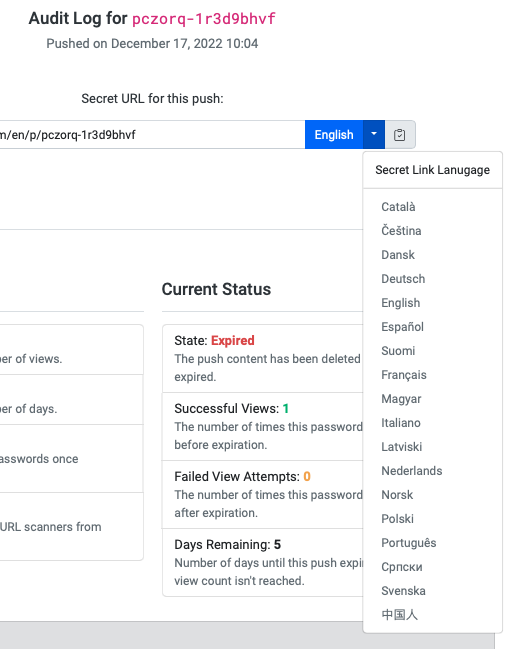 Audit Log for pczorq-1r3d9bhvf
Pushed on December 17, 2022 10:04
Secret URL for this push:
m/en/p/pczorq-1r3d9bhvf
English
Secret Link Lanugage
Català
Čeština
Dansk
Deutsch
English
Español
Suomi
Français
Magyar
Italiano
Latviski
Nederlands
Norsk
Polski
Português
Српски
Svenska
中国人
er of views.
er of days.
asswords once
URL scanners from
Current Status
State: Expired
The push content has been deleted
expired.
Successful Views: 1
The number of times this password
before expiration.
Failed View Attempts: 0
The number of times this password
after expiration.
Days Remaining: 5
Number of days until this push expi
view count isn't reached.